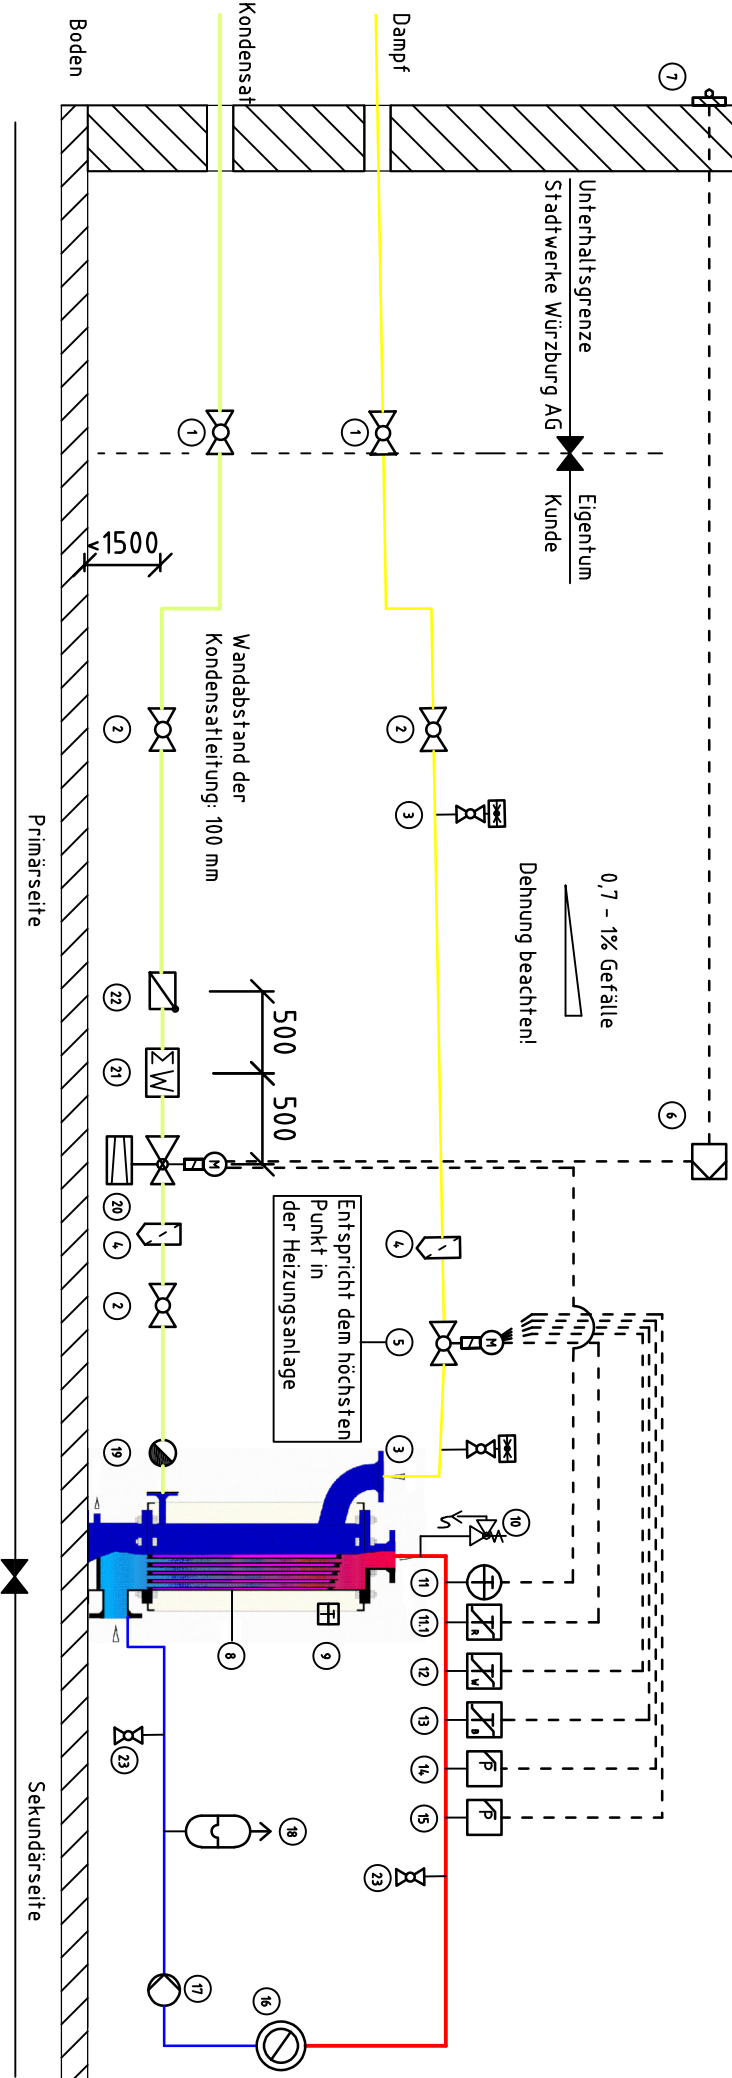 Boden
Kondensat
Dampf
7
Unterhaltsgrenze
Stadtwerke Würzburg AG
Eigentum
Kunde
1
1
<1500
Wandabstand der
Kondensatleitung: 100 mm
2
2
3
0,7 - 1% Gefälle
Dehnung beachten!
Primärseite
22
500
21
500
6
M
20
4
4
2
Entspricht dem höchsten
Punkt in
der Heizungsanlage
5
M
19
3
10
11
11.1
R
8
9
12
W
13
B
14
P
15
P
23
18
23
17
16
ΣW
Sekundärseite